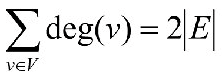 ∑_{v∈V} deg(v) = 2|E|